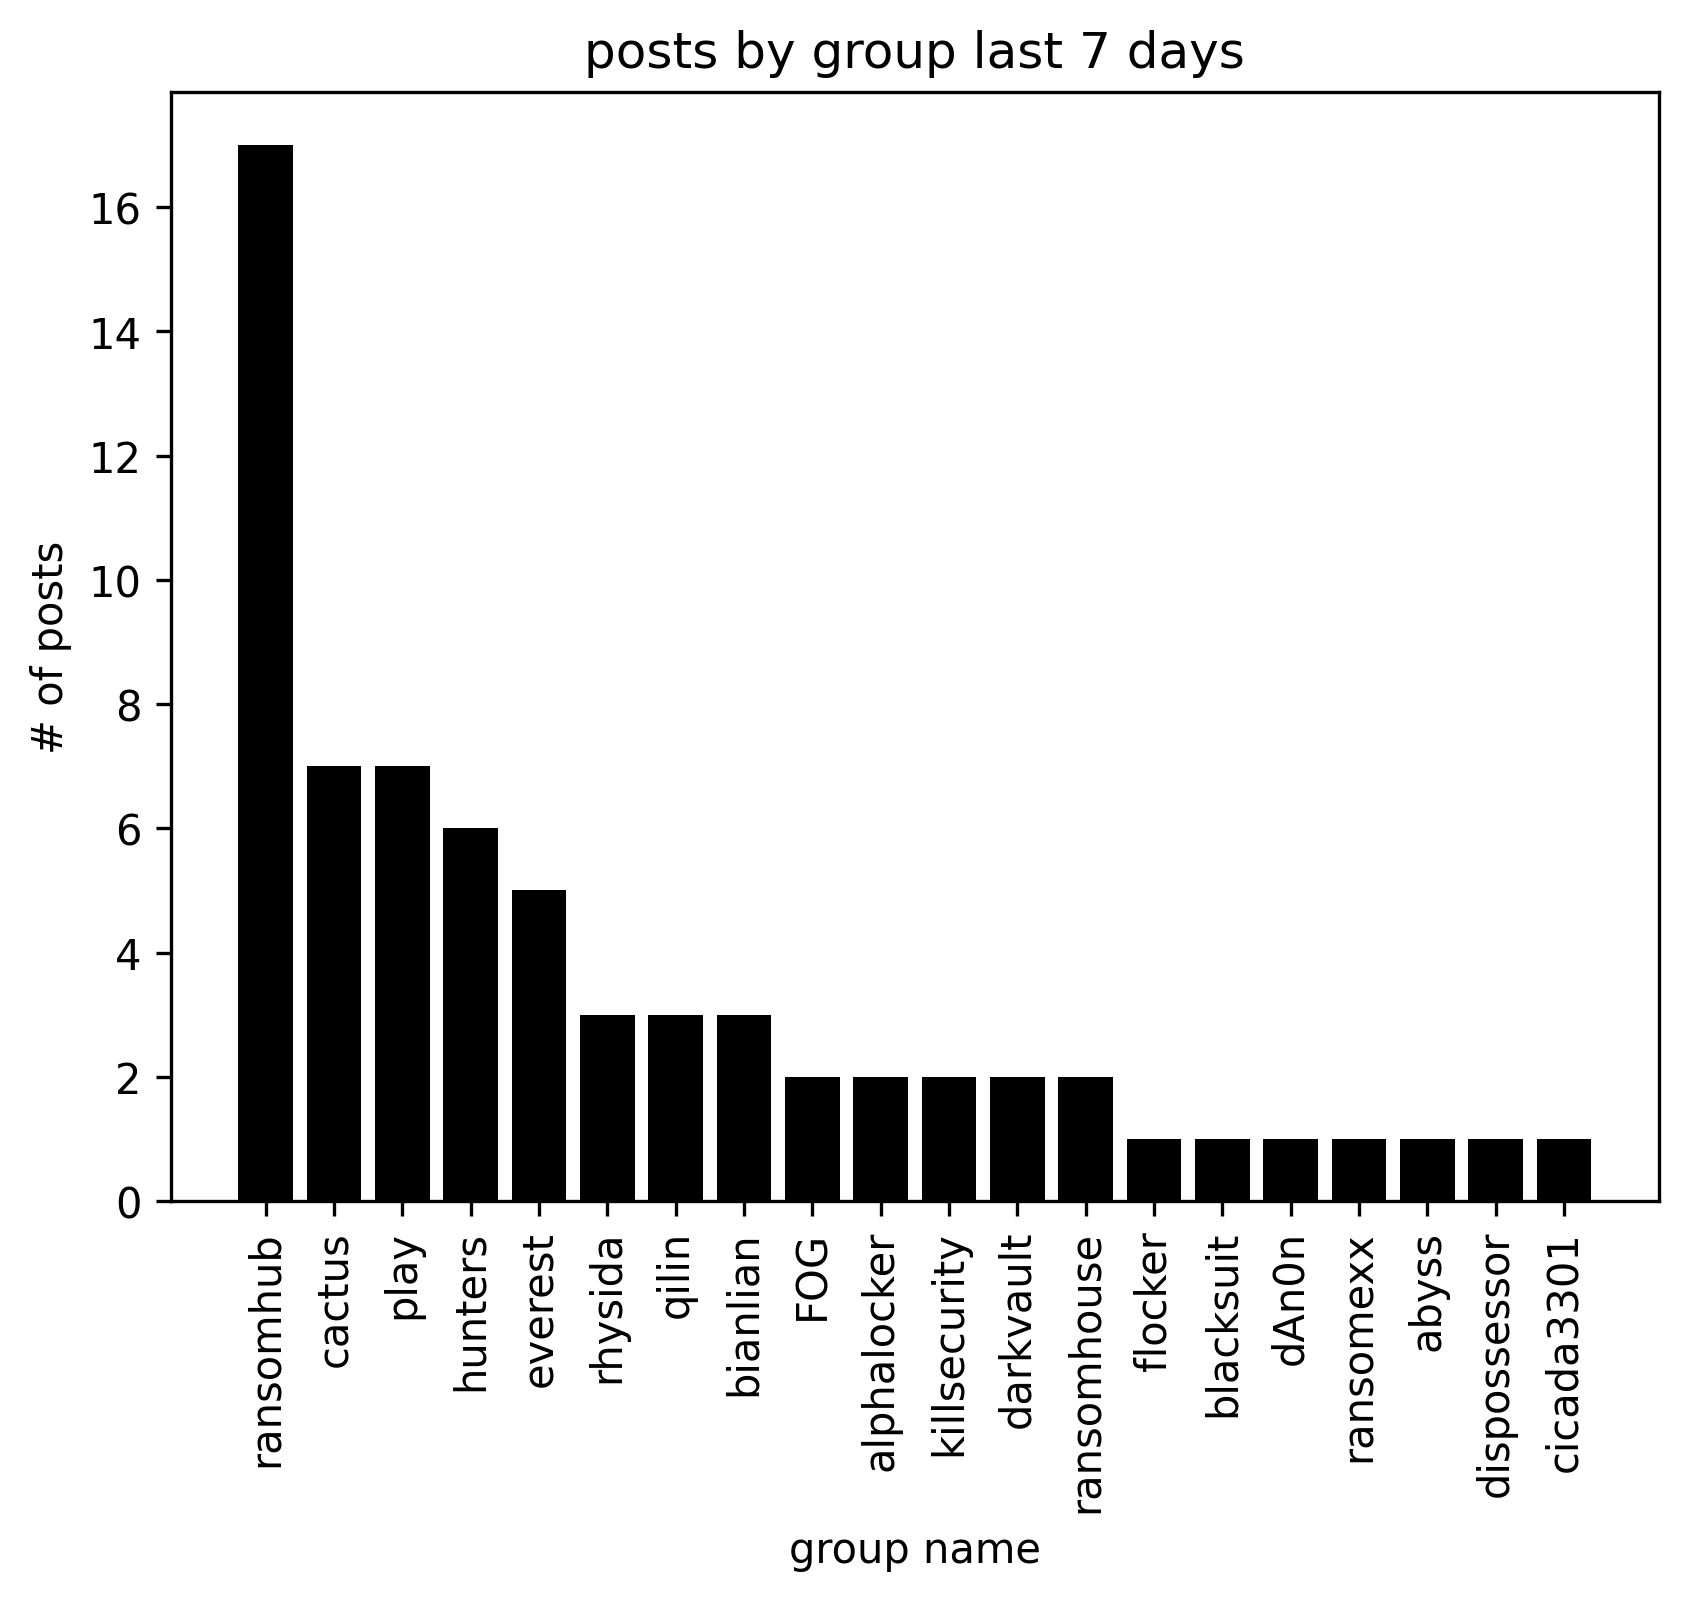 posts by group last 7 days
# of posts
16
14
12
10
8
6
4
2
0
ransomhub
cactus
play
hunters
everest
rhysida
qilin
bianlian
FOG
alphalocker
killsecurity
darkvault
ransomhouse
flocker
blacksuit
dAn0n
ransomexx
abyss
dispossessor
cicada3301
group name